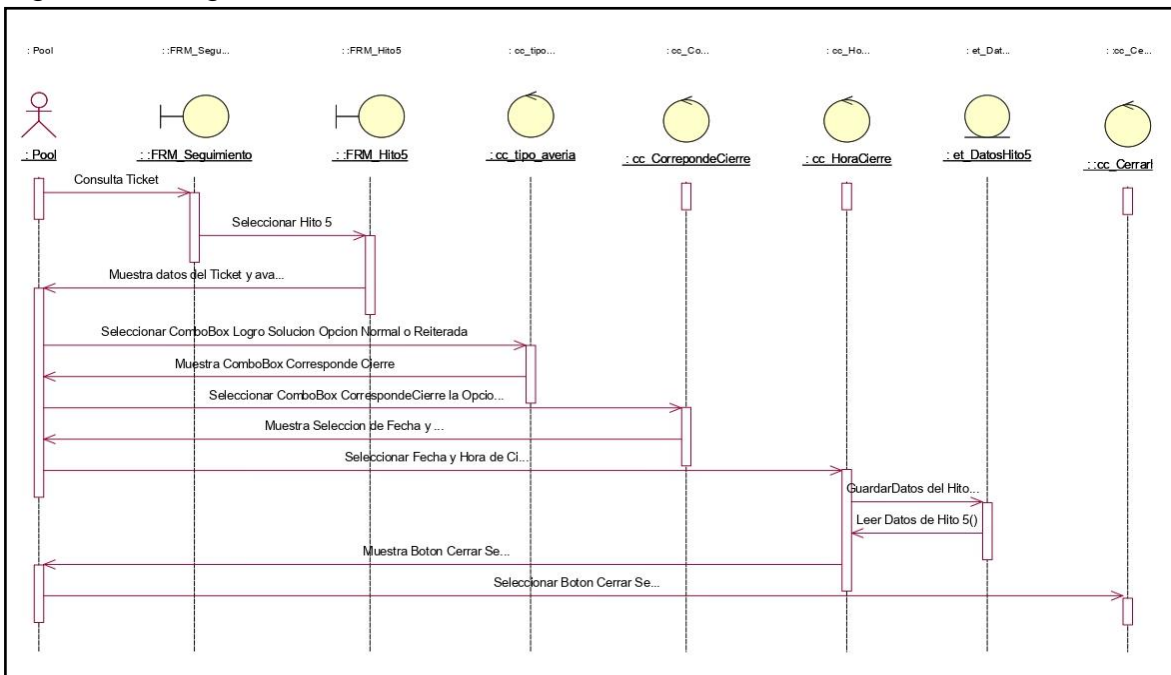 : Pool
: :FRM_Segu...
: :FRM_Hito5
: cc_tipo...
: cc_Co...
: cc_Ho...
: et_Dat...
: :cc_Ce...
: Pool
: :FRM_Seguimiento
: :FRM_Hito5
: cc_tipo_averia
: cc_CorrepondeCierre
: cc_HoraCierre
: et_DatosHito5
: :cc_CerrarI
Consulta Ticket
Seleccionar Hito 5
Muestra datos del Ticket y ava...
Seleccionar ComboBox Logro Solucion Opcion Normal o Reiterada
Muestra ComboBox Corresponde Cierre
Seleccionar ComboBox CorrespondeCierre la Opcio...
Muestra Seleccion de Fecha y ...
Seleccionar Fecha y Hora de Ci...
GuardarDatos del Hito...
Leer Datos de Hito 5()
Muestra Boton Cerrar Se...
Seleccionar Boton Cerrar Se...